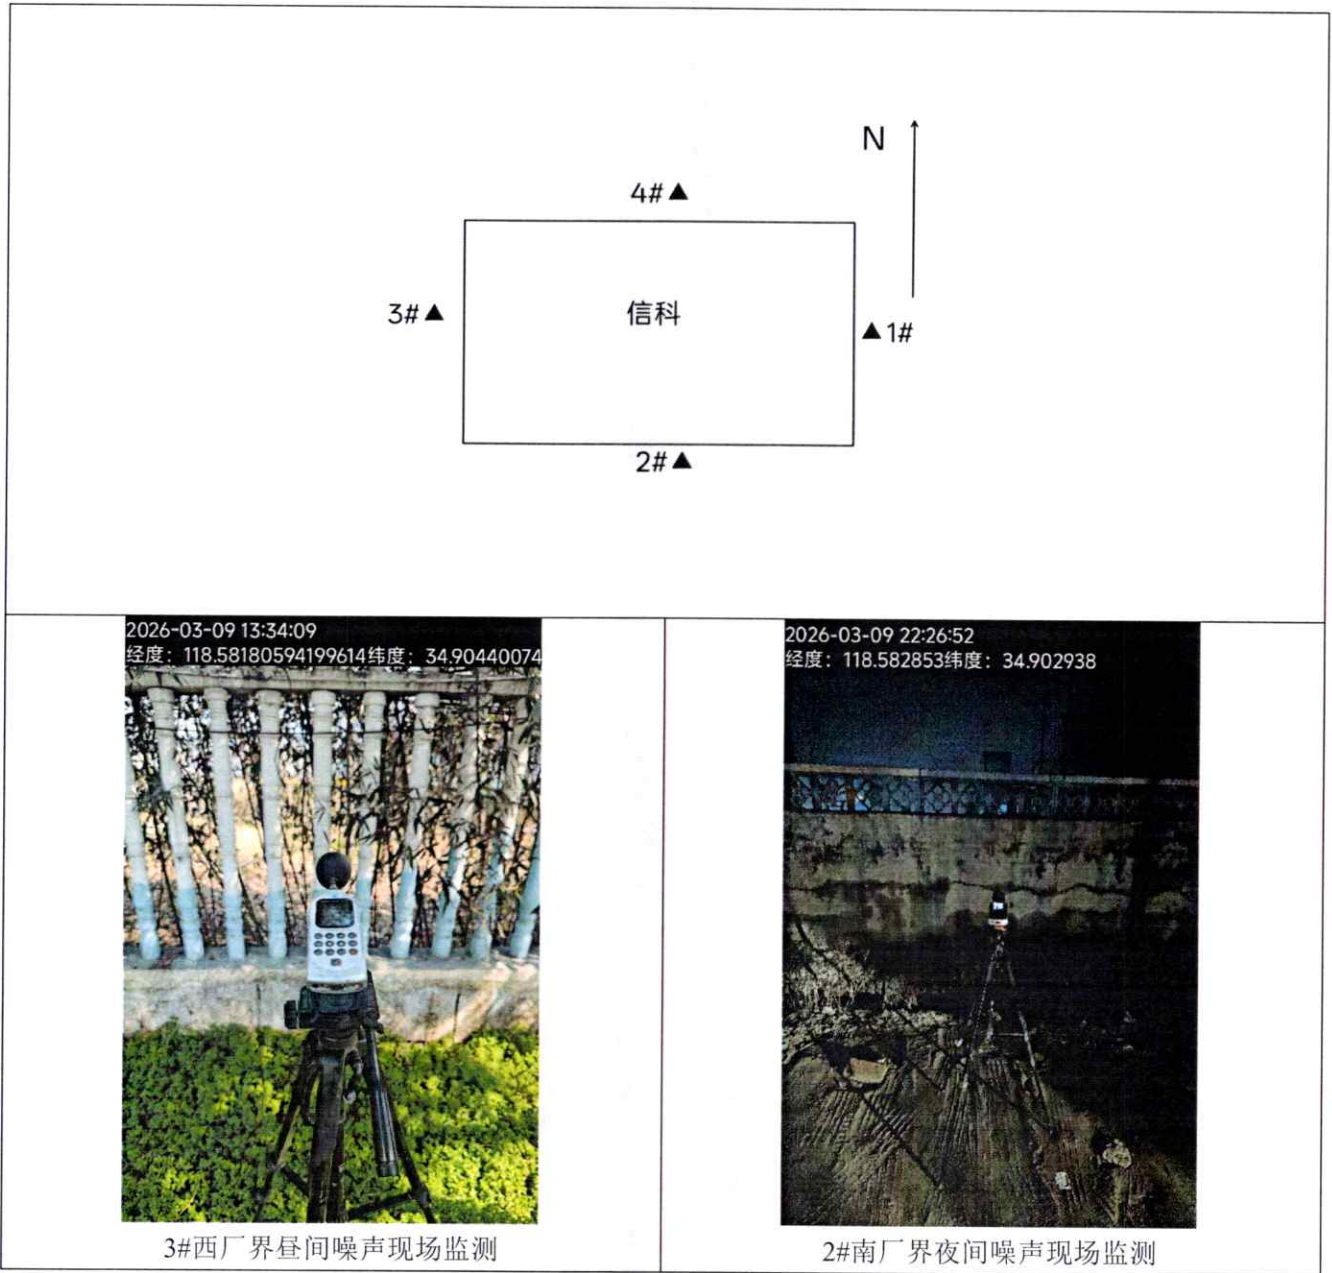 N
4#▲
3#▲
信科
▲1#
2#▲
2026-03-09 13:34:09
经度：118.58180594199614纬度：34.90440074
2026-03-09 22:26:52
经度：118.582853纬度：34.902938
3#西厂界昼间噪声现场监测
2#南厂界夜间噪声现场监测